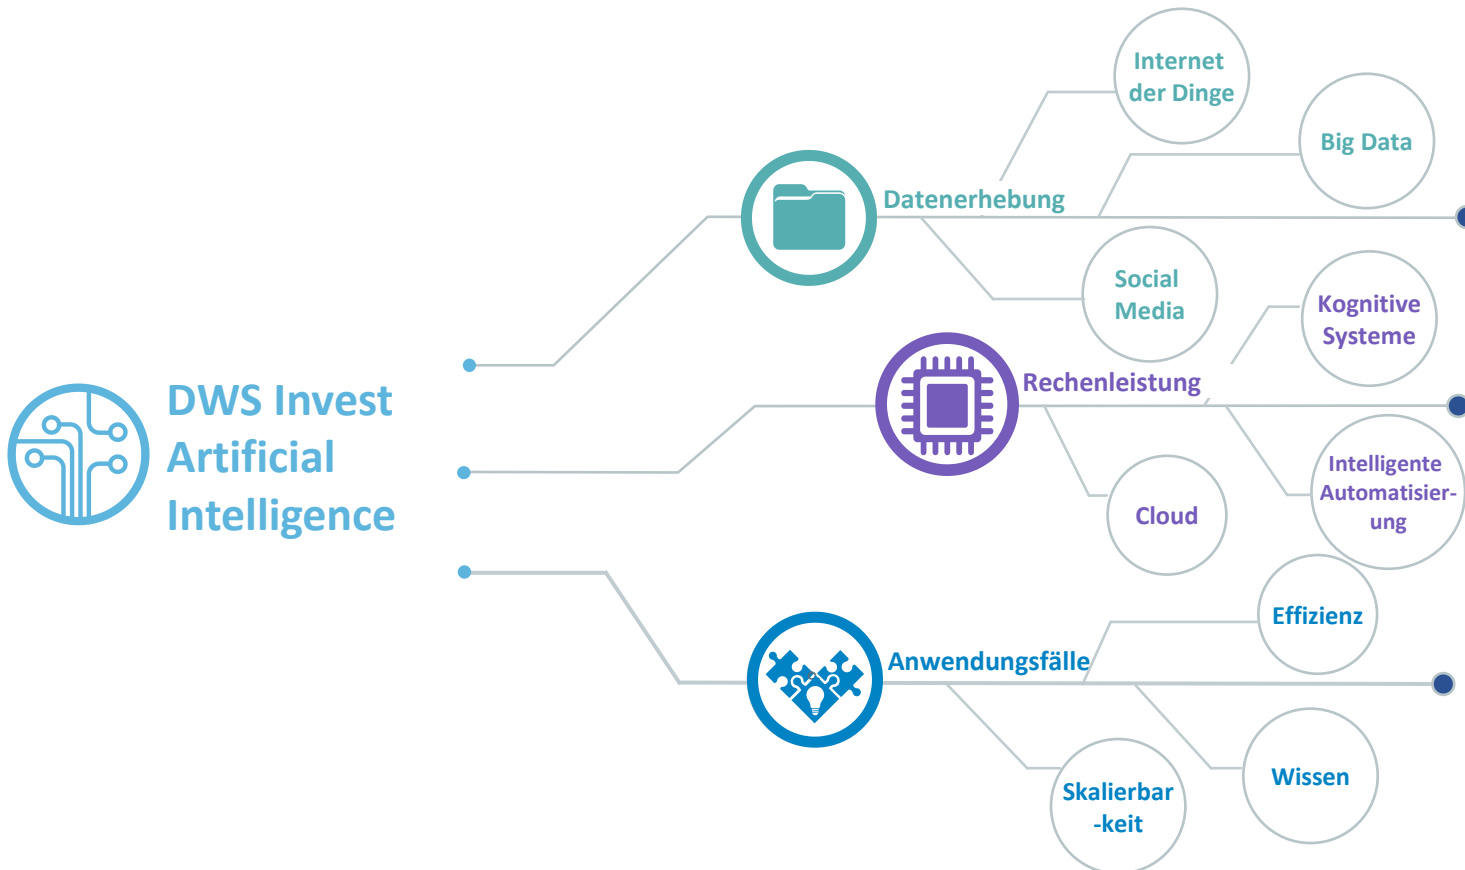 DWS Invest
Artificial
Intelligence
Datenerhebung
Internet
der Dinge
Big Data
Social
Media
Rechenleistung
Kognitive
Systeme
Cloud
Intelligente
Automatisier-
ung
Anwendungsfälle
Effizienz
Skalierbar
-keit
Wissen